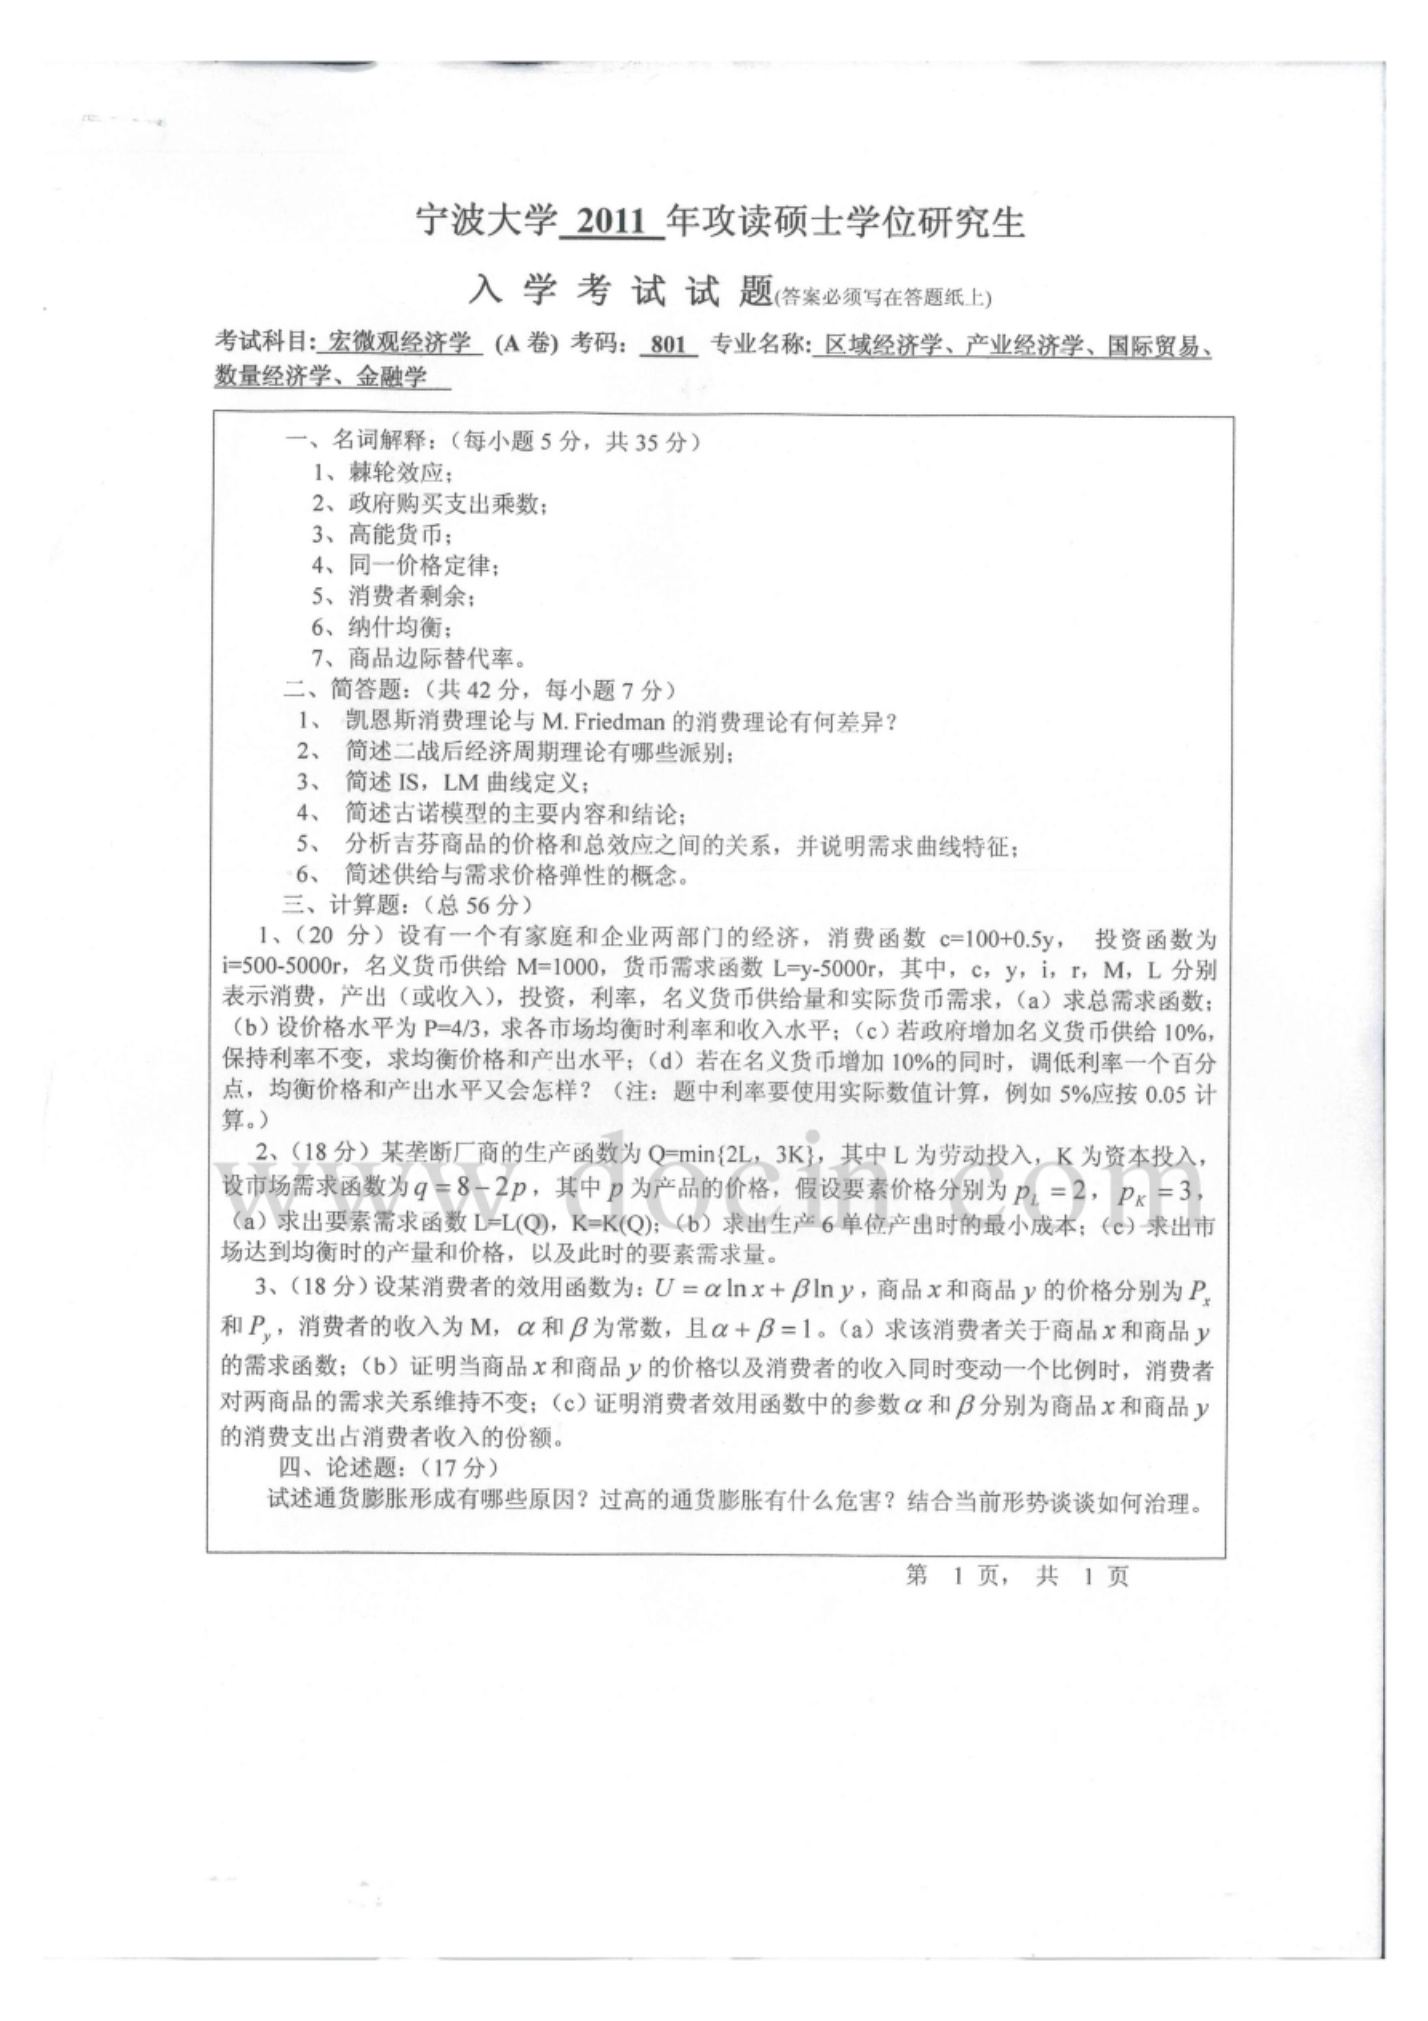 宁波大学 2011 年攻读硕士学位研究生
入 学 考 试 试 题(答案必须写在答题纸上)
考试科目: 宏微观经济学 (A 卷) 考码: 801 专业名称: 区域经济学、产业经济学、国际贸易、
数量经济学、金融学
一、名词解释:(每小题 5 分，共 35 分)
1、棘轮效应;
2、政府购买支出乘数;
3、高能货币;
4、同一价格定律;
5、消费者剩余;
6、纳什均衡;
7、商品边际替代率。
二、简答题:(共 42 分，每小题 7 分)
1、 凯恩斯消费理论与 M. Friedman 的消费理论有何差异?
2、 简述二战后经济周期理论有哪些派别;
3、 简述 IS，LM 曲线定义;
4、 简述古诺模型的主要内容和结论;
5、 分析吉芬商品的价格和总效应之间的关系，并说明需求曲线特征;
6、 简述供给与需求价格弹性的概念。
三、计算题:(总 56 分)
1、(20 分) 设有一个有家庭和企业两部门的经济，消费函数 c=100+0.5y， 投资函数为
i=500-5000r，名义货币供给 M=1000，货币需求函数 L=y-5000r，其中，c，y，i，r，M，L 分别
表示消费，产出（或收入），投资，利率，名义货币供给量和实际货币需求，(a) 求总需求函数;
(b) 设价格水平为 P=4/3，求各市场均衡时利率和收入水平; (c) 若政府增加名义货币供给 10%，
保持利率不变，求均衡价格和产出水平; (d) 若在名义货币增加 10%的同时，调低利率一个百分
点，均衡价格和产出水平又会怎样? (注: 题中利率要使用实际数值计算，例如 5%应按 0.05 计
算。)
2、(18 分) 某垄断厂商的生产函数为 Q=min{2L，3K}，其中 L 为劳动投入，K 为资本投入，
设市场需求函数为 q = 8 − 2p，其中 p 为产品的价格，假设要素价格分别为 p_L = 2， p_K = 3，
(a) 求出要素需求函数 L=L(Q)，K=K(Q); (b) 求出生产 6 单位产出时的最小成本; (c) 求出市
场达到均衡时的产量和价格，以及此时的要素需求量。
3、(18 分) 设某消费者的效用函数为: U = α ln x + β ln y，商品 x 和商品 y 的价格分别为 P_x
和 P_y，消费者的收入为 M，α 和 β 为常数，且 α + β = 1。(a) 求该消费者关于商品 x 和商品 y
的需求函数; (b) 证明当商品 x 和商品 y 的价格以及消费者的收入同时变动一个比例时，消费者
对两商品的需求关系维持不变; (c) 证明消费者效用函数中的参数 α 和 β 分别为商品 x 和商品 y
的消费支出占消费者收入的份额。
四、论述题:(17 分)
试述通货膨胀形成有哪些原因? 过高的通货膨胀有什么危害? 结合当前形势谈谈如何治理。
第 1 页， 共 1 页
www.docin.com